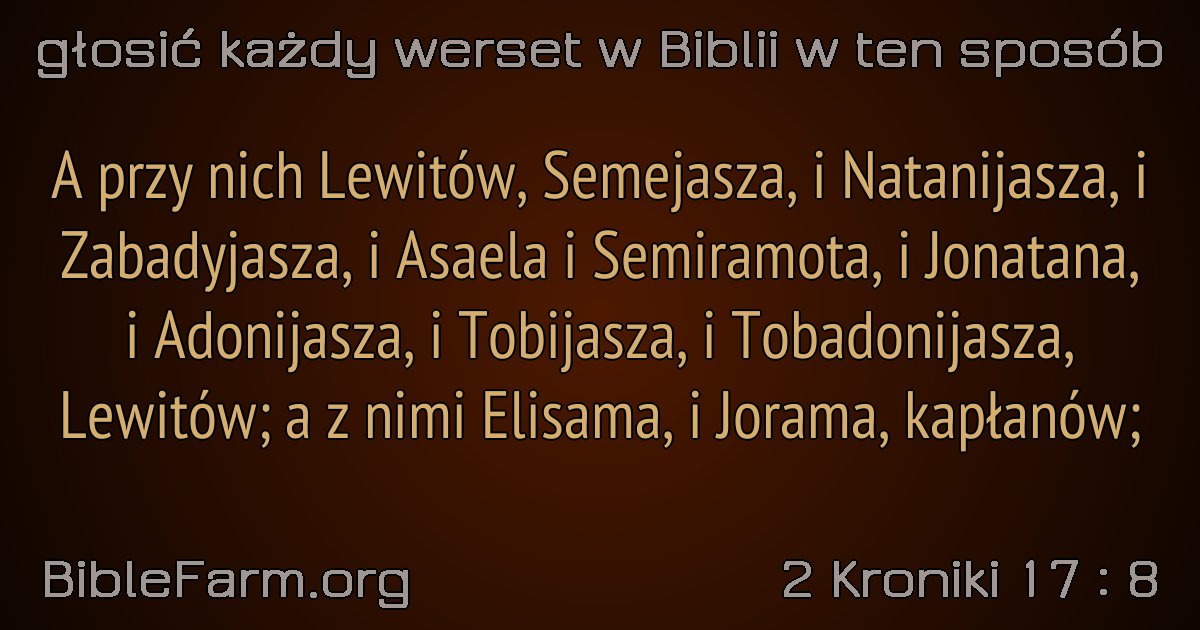 głosić każdy werset w Biblii w ten sposób
A przy nich Lewitów, Semejasza, i Natanijasza, i
Zabadyjasza, i Asaela i Semiramota, i Jonatana,
i Adonijasza, i Tobijasza, i Tobadonijasza,
Lewitów; a z nimi Elisama, i Jorama, kapłanów;
BibleFarm.org
2 Kroniki 17 : 8